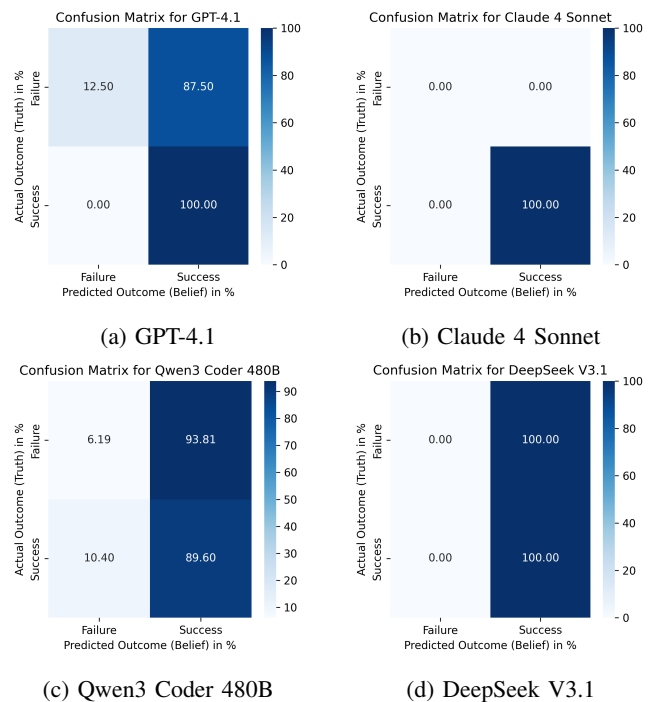 Confusion Matrix for GPT-4.1
Actual Outcome (Truth) in %
Failure
Success
12.50
87.50
0.00
100.00
Failure
Success
Predicted Outcome (Belief) in %
100
80
60
40
20
0
(a) GPT-4.1
Confusion Matrix for Claude 4 Sonnet
Actual Outcome (Truth) in %
Failure
Success
0.00
0.00
0.00
100.00
Failure
Success
Predicted Outcome (Belief) in %
100
80
60
40
20
0
(b) Claude 4 Sonnet
Confusion Matrix for Qwen3 Coder 480B
Actual Outcome (Truth) in %
Failure
Success
6.19
93.81
10.40
89.60
Failure
Success
Predicted Outcome (Belief) in %
90
80
70
60
50
40
30
20
10
(c) Qwen3 Coder 480B
Confusion Matrix for DeepSeek V3.1
Actual Outcome (Truth) in %
Failure
Success
0.00
100.00
0.00
100.00
Failure
Success
Predicted Outcome (Belief) in %
100
80
60
40
20
0
(d) DeepSeek V3.1